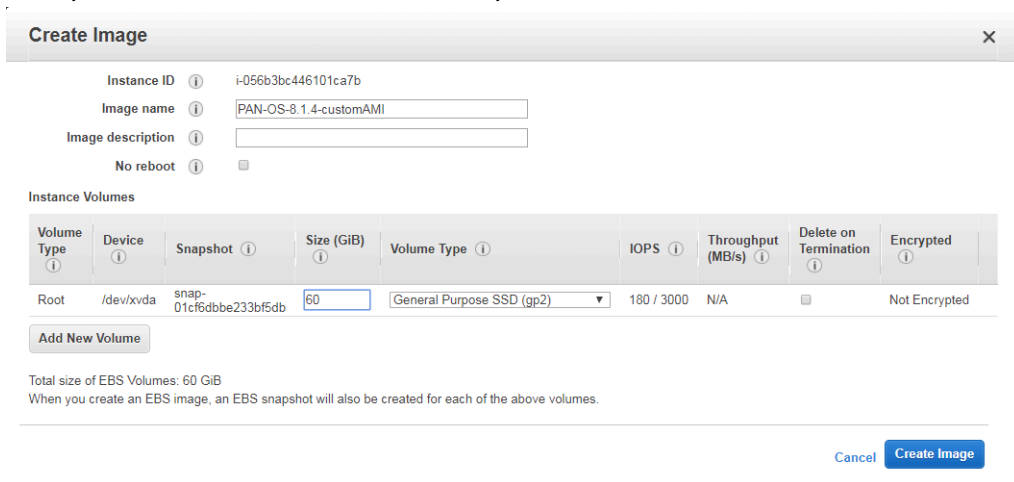 Create Image
×
Instance ID i i-056b3bc446101ca7b
Image name i PAN-OS-8.1.4-customAMI
Image description i
No reboot i
Instance Volumes
Volume Type i Device i Snapshot i Size (GiB) i Volume Type i IOPS i Throughput (MB/s) i Delete on Termination i Encrypted i
Root /dev/xvda snap-01cf6dbbe233bf5db 60 General Purpose SSD (gp2) ▼ 180 / 3000 N/A Not Encrypted
Add New Volume
Total size of EBS Volumes: 60 GiB
When you create an EBS image, an EBS snapshot will also be created for each of the above volumes.
Cancel Create Image